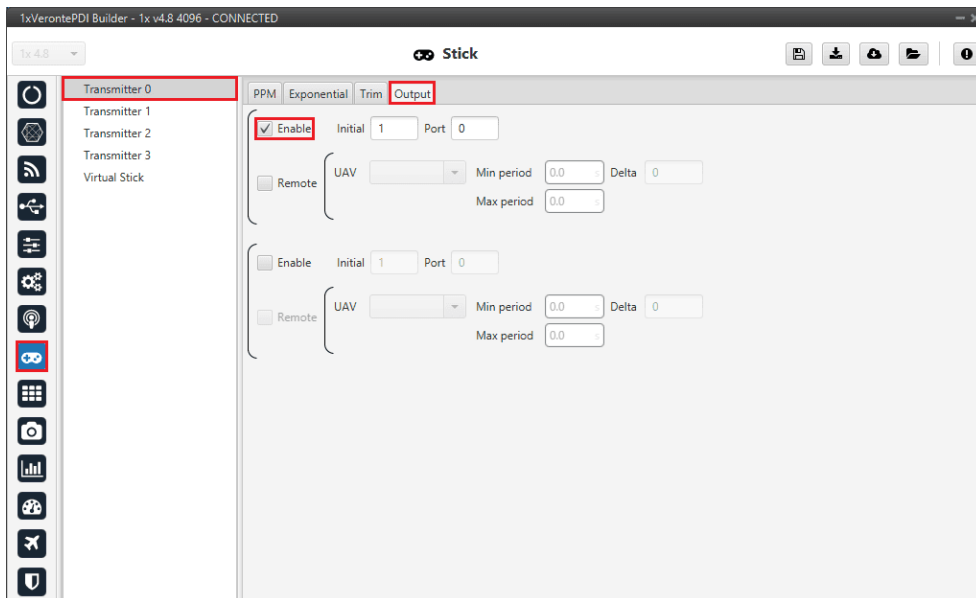 1xVerontePDI Builder - 1x v4.8 4096 - CONNECTED
1x 4.8
Stick
Transmitter 0
Transmitter 1
Transmitter 2
Transmitter 3
Virtual Stick
PPM Exponential Trim Output
Enable Initial 1 Port 0
Remote UAV Min period 0.0 s Delta 0
Max period 0.0 s
Enable Initial 1 Port 0
Remote UAV Min period 0.0 s Delta 0
Max period 0.0 s